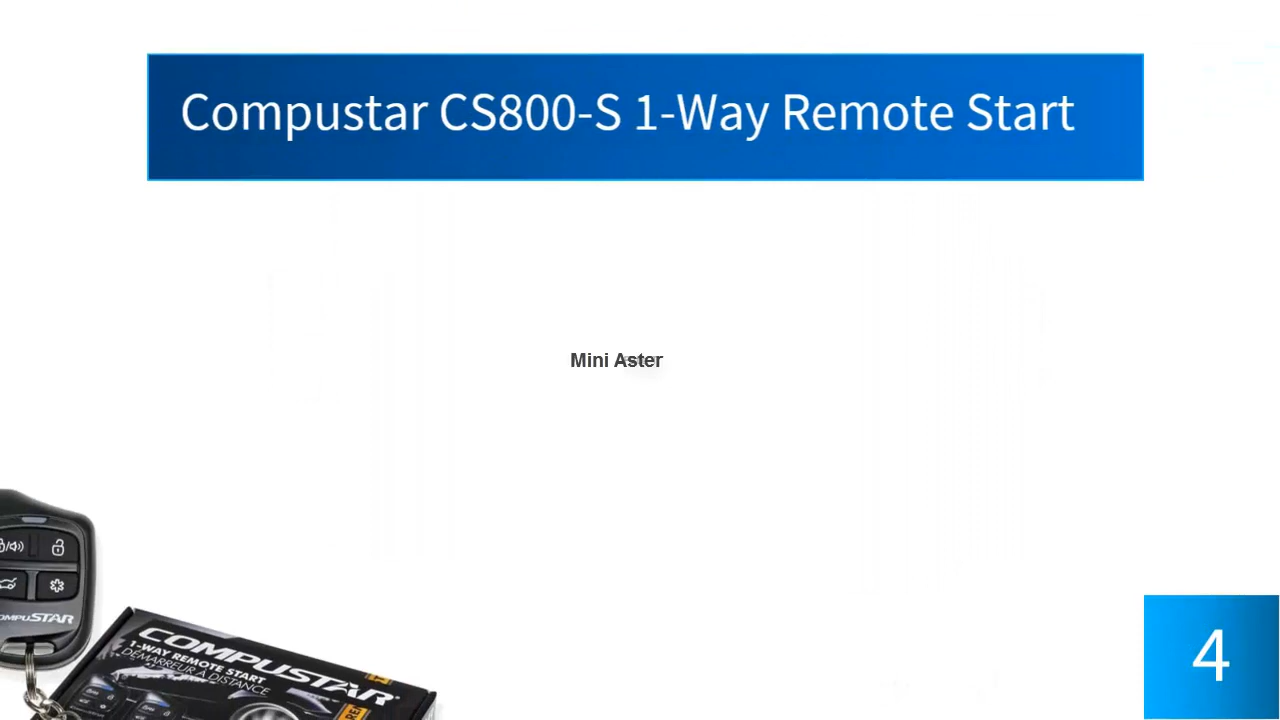 Compustar CS800-S 1-Way Remote Start
Mini Aster
COMPUSTAR
COMPUSTAR
1-WAY REMOTE START
DÉMARREUR À DISTANCE
4